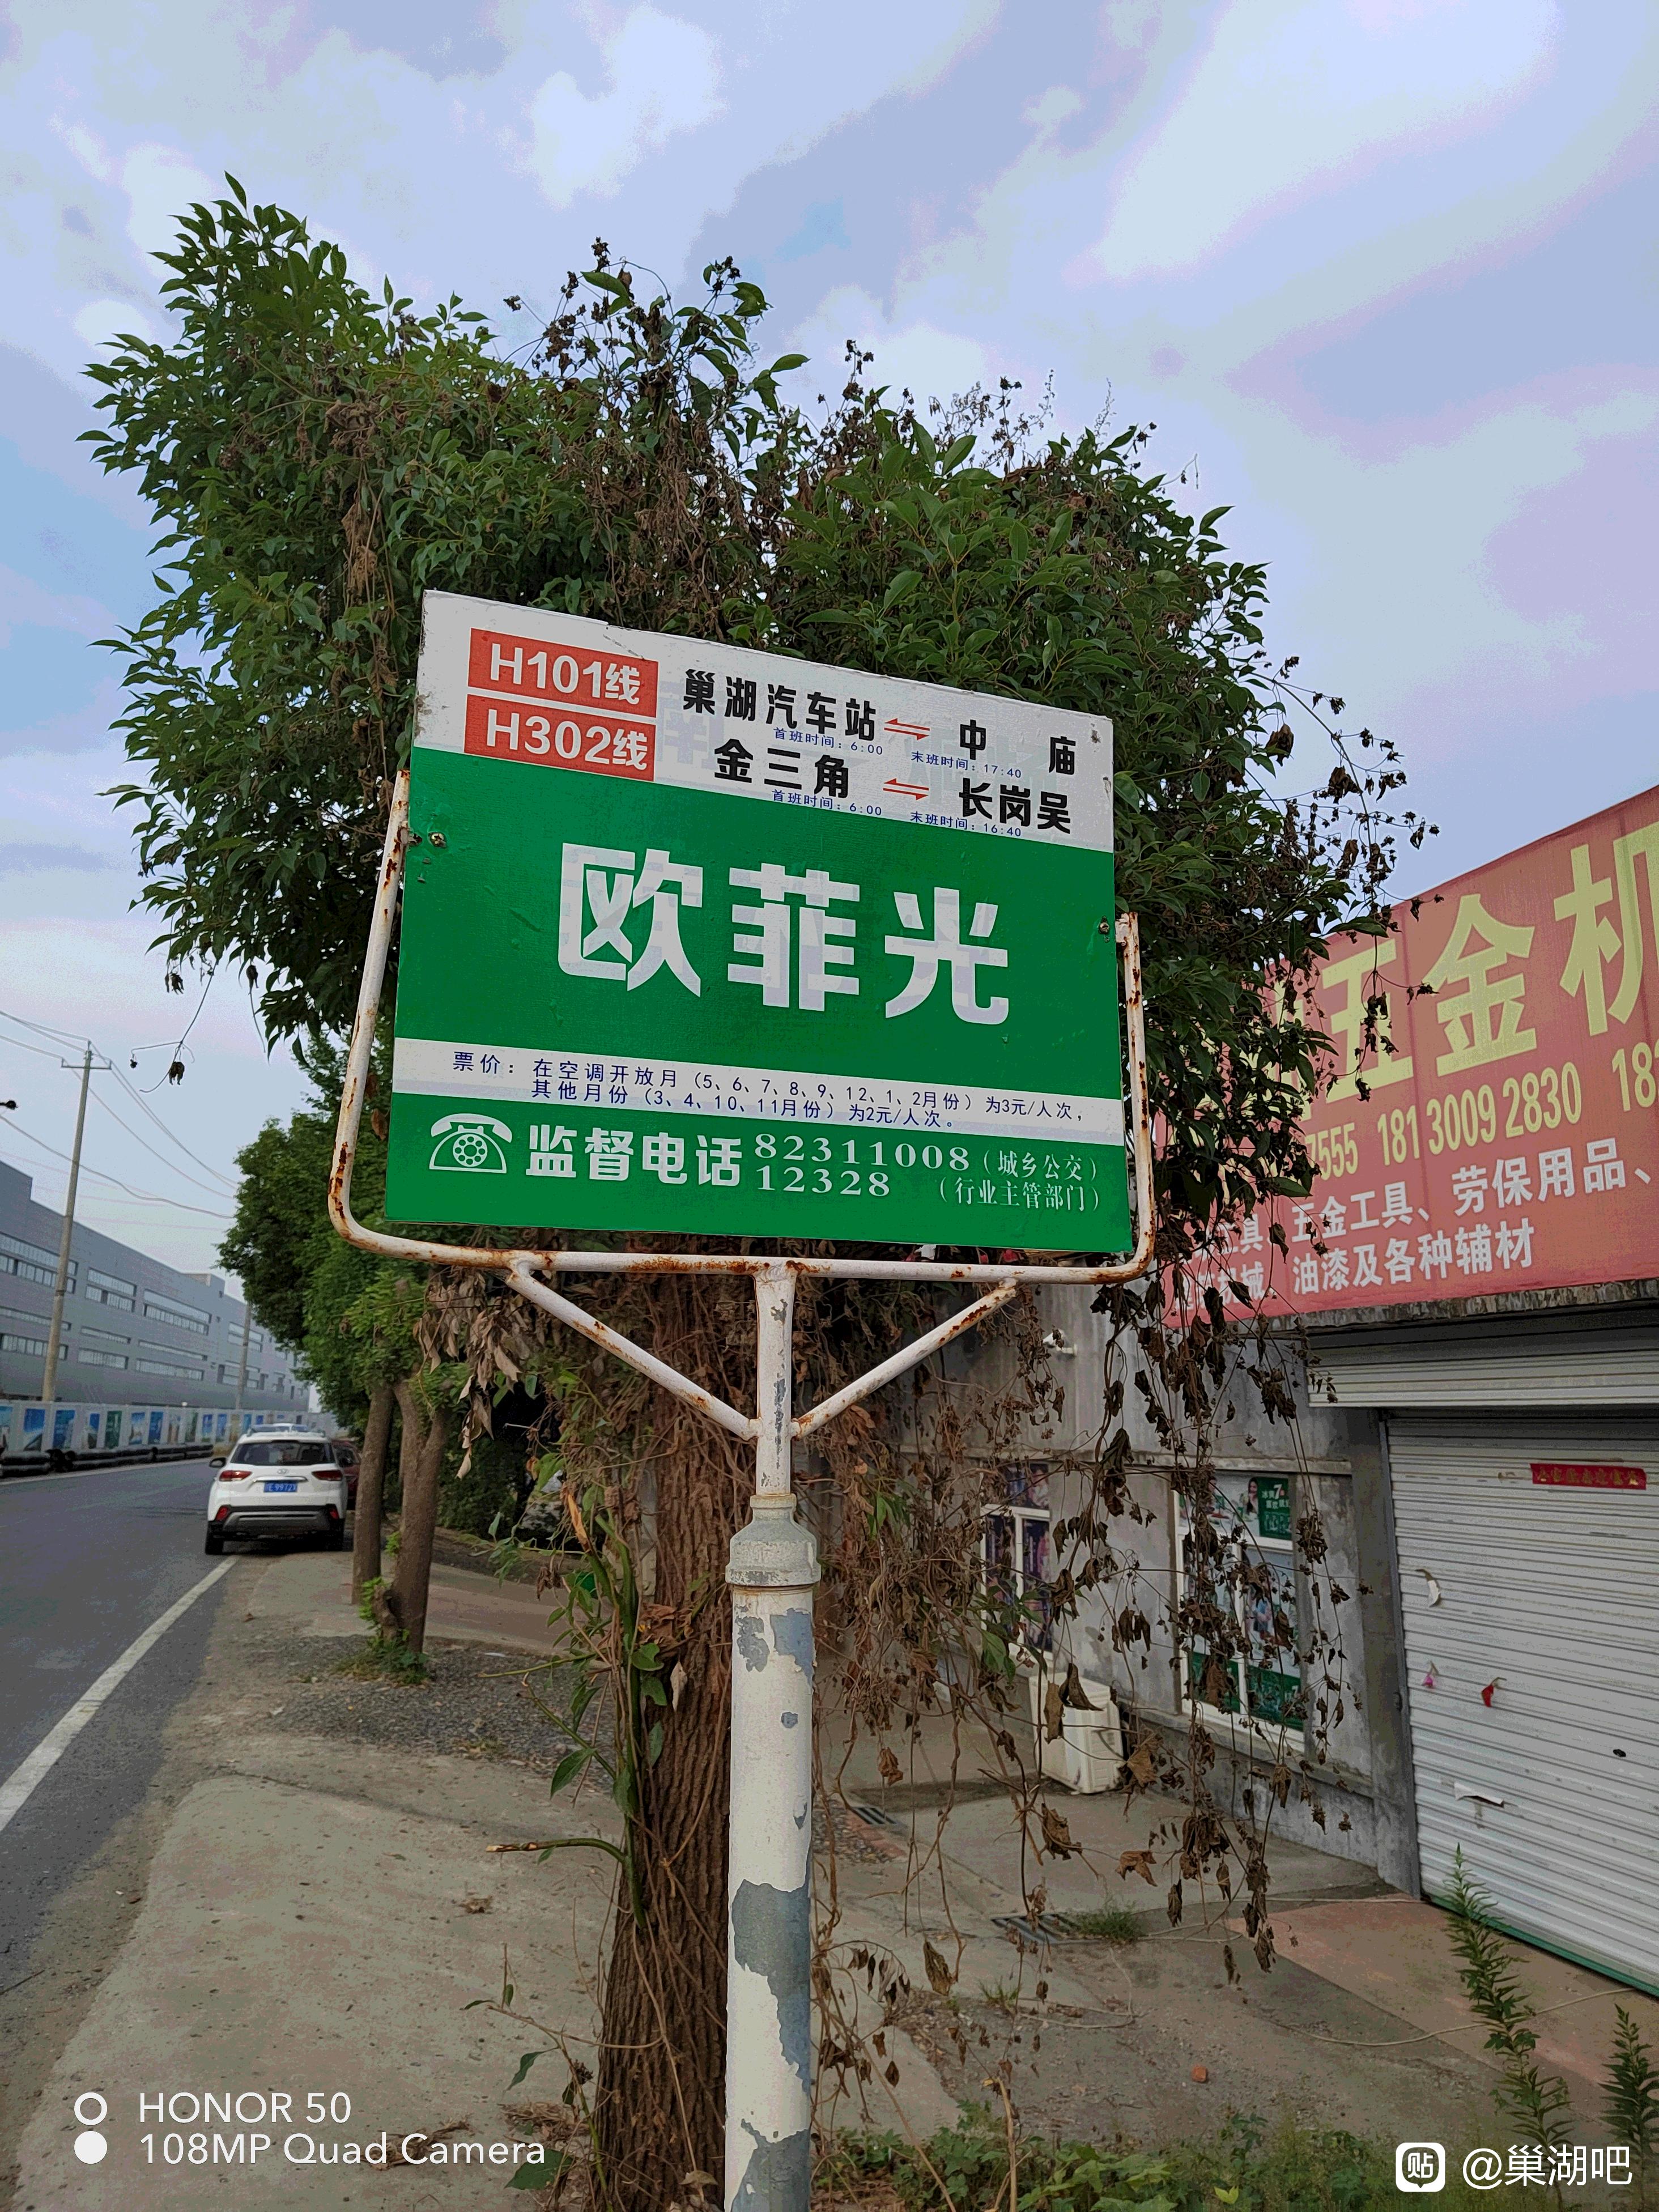 H101线 巢湖汽车站 中庙
首班时间：6:00 末班时间：17:40
H302线 金三角 长岗吴
首班时间：6:00 末班时间：16:40
欧菲光
票价：在空调开放月（5、6、7、8、9、12、1、2月份）为3元/人次，
其他月份（3、4、10、11月份）为2元/人次。
监督电话 82311008（城乡公交）
12328（行业主管部门）
五金机
7555 181 3009 2830 18
具 五金工具、劳保用品、
械、油漆及各种辅材
HONOR 50
108MP Quad Camera
贴 @巢湖吧